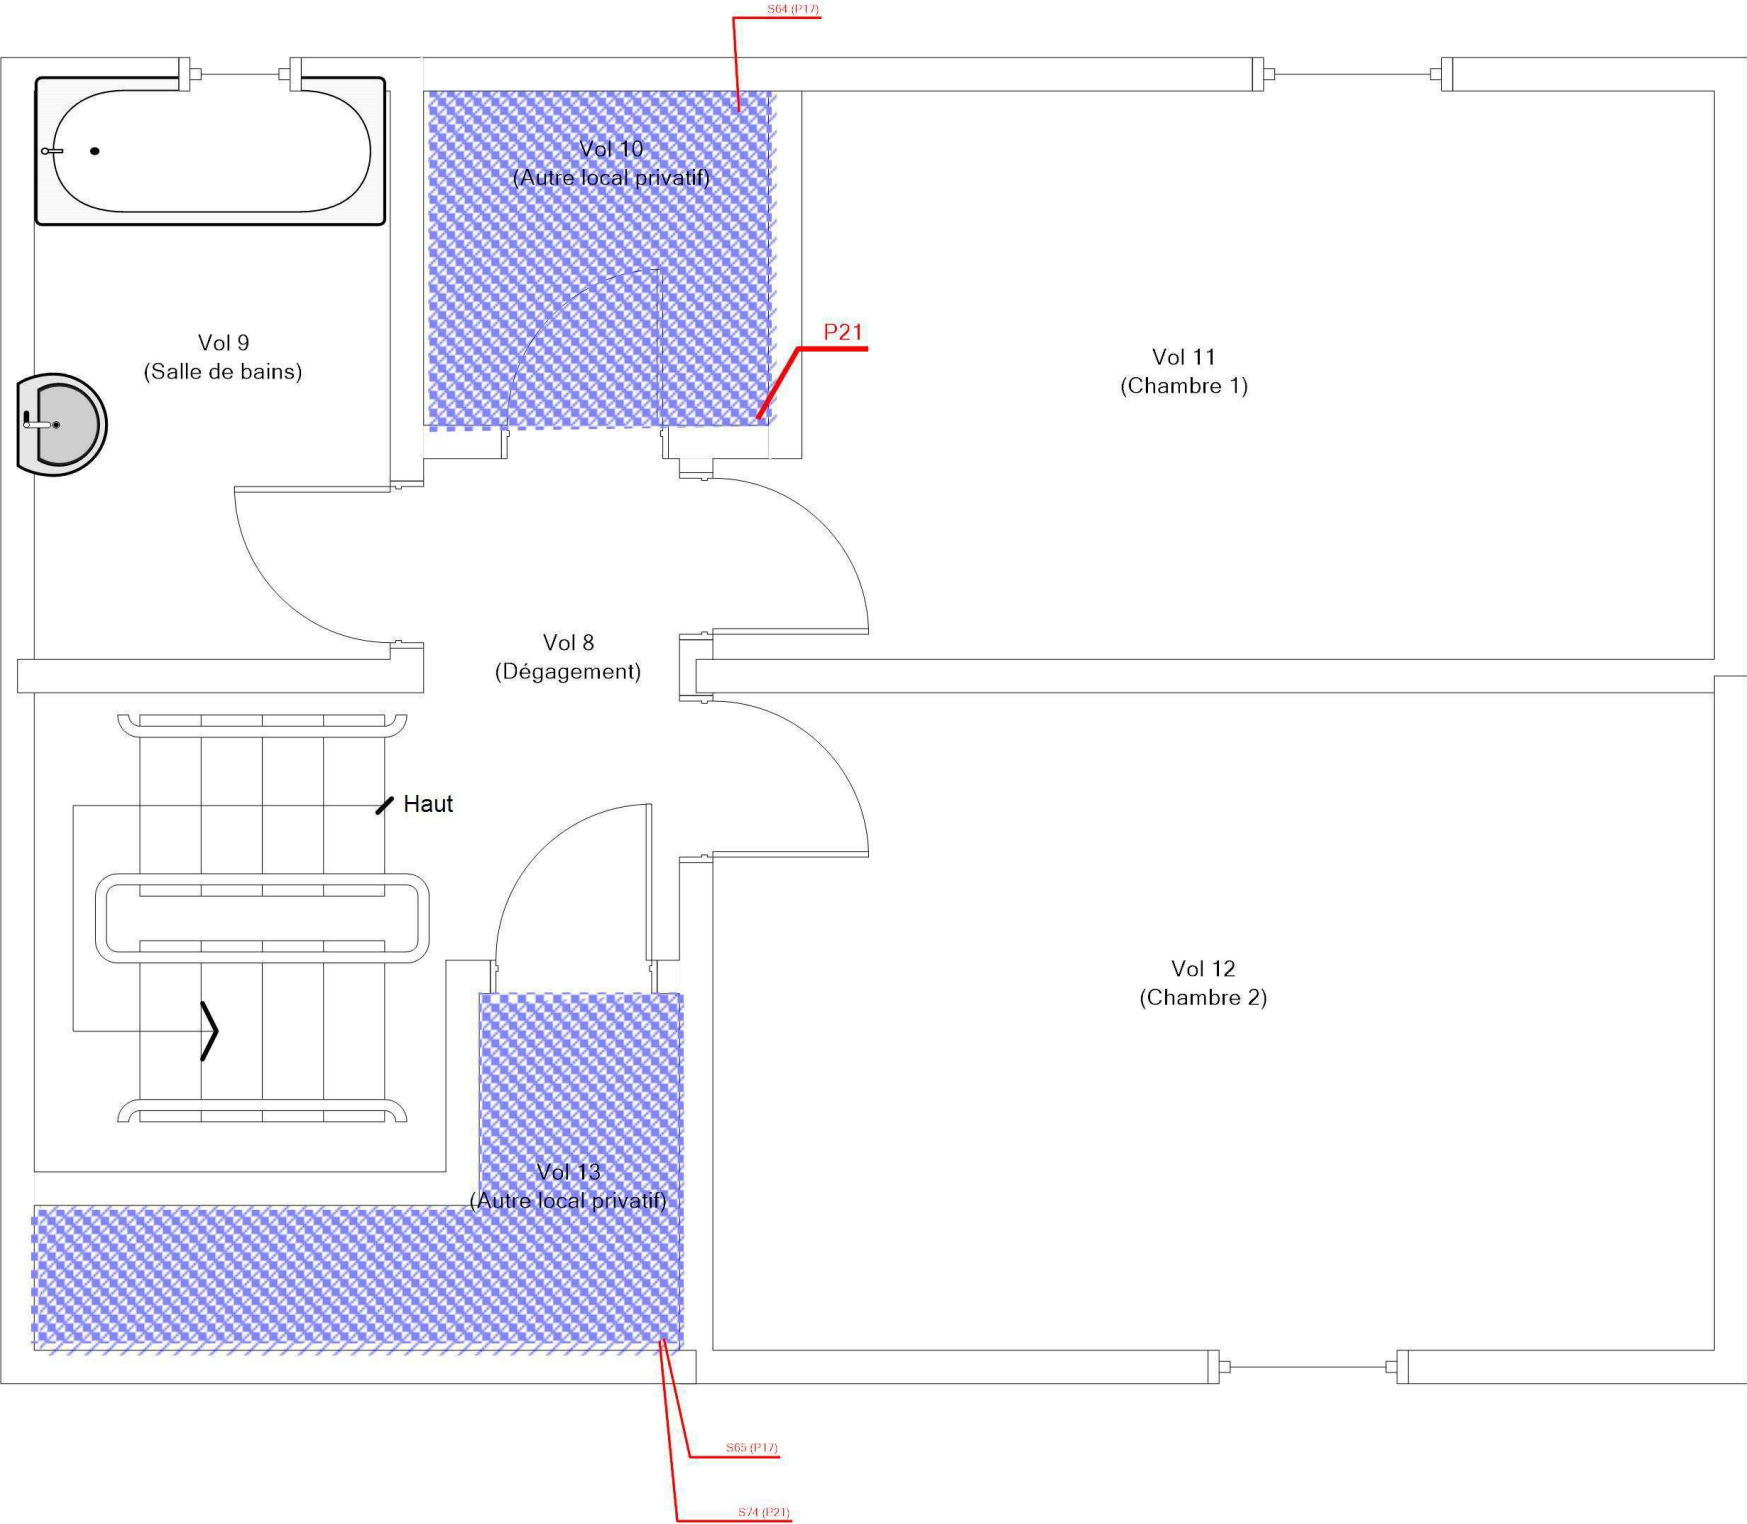 S64 (P17)
Vol 10
(Autre local privatif)
P21
Vol 9
(Salle de bains)
Vol 11
(Chambre 1)
Vol 8
(Dégagement)
Haut
Vol 12
(Chambre 2)
Vol 13
(Autre local privatif)
S65 (P17)
S74 (P21)